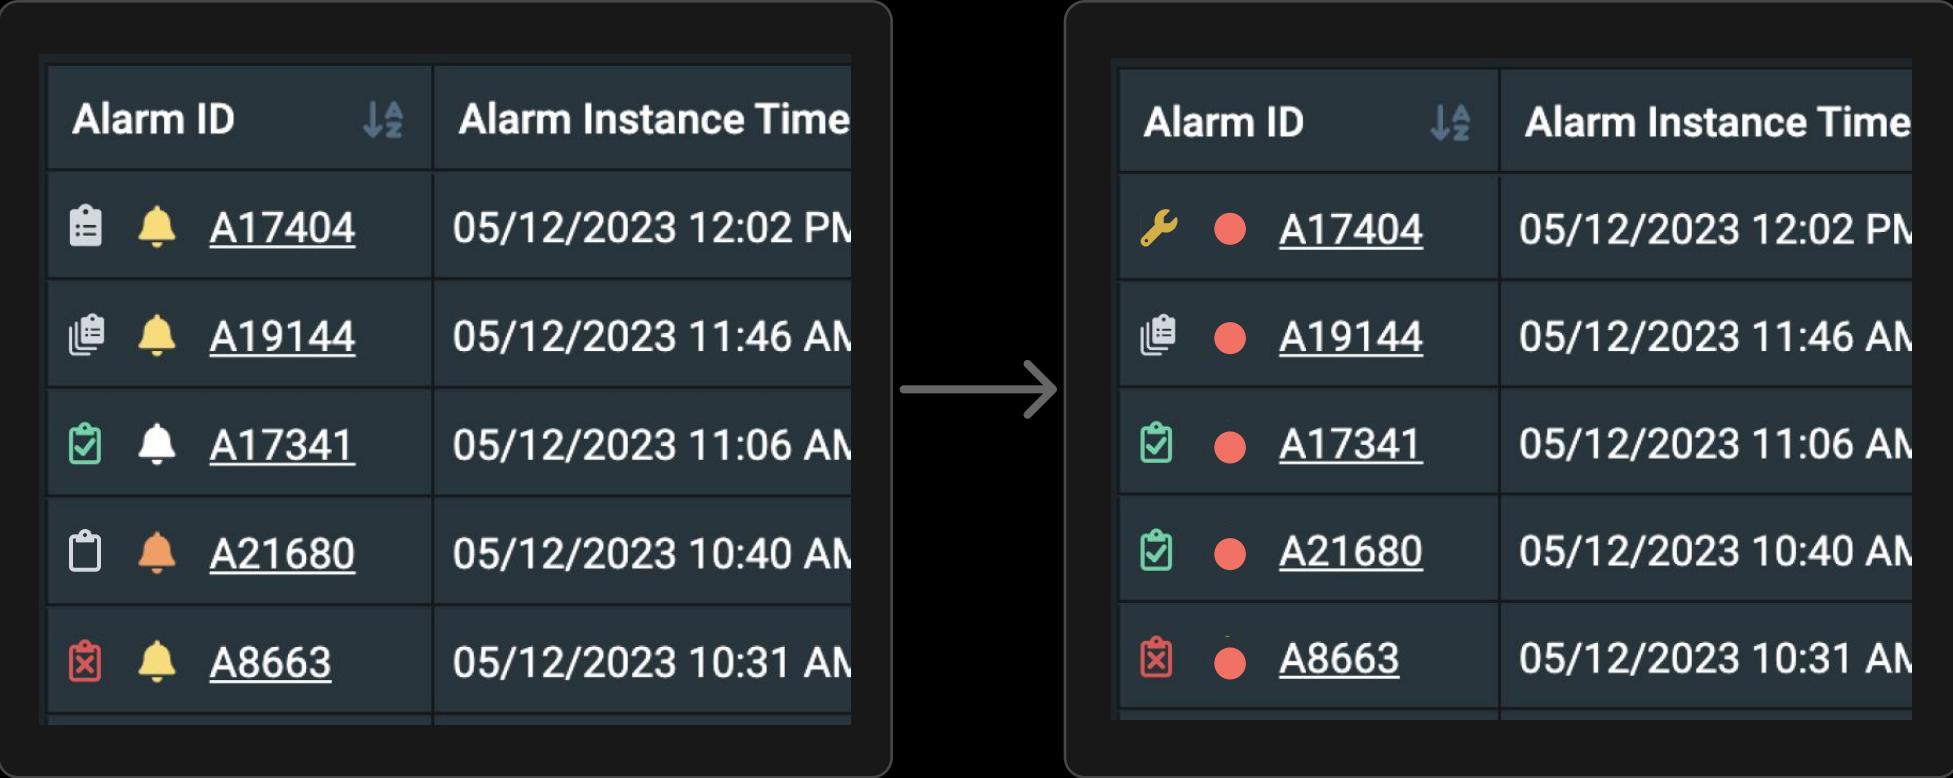 Alarm ID Alarm Instance Time
A17404 05/12/2023 12:02 PM
A19144 05/12/2023 11:46 AM
A17341 05/12/2023 11:06 AM
A21680 05/12/2023 10:40 AM
A8663 05/12/2023 10:31 AM
Alarm ID Alarm Instance Time
A17404 05/12/2023 12:02 PM
A19144 05/12/2023 11:46 AM
A17341 05/12/2023 11:06 AM
A21680 05/12/2023 10:40 AM
A8663 05/12/2023 10:31 AM